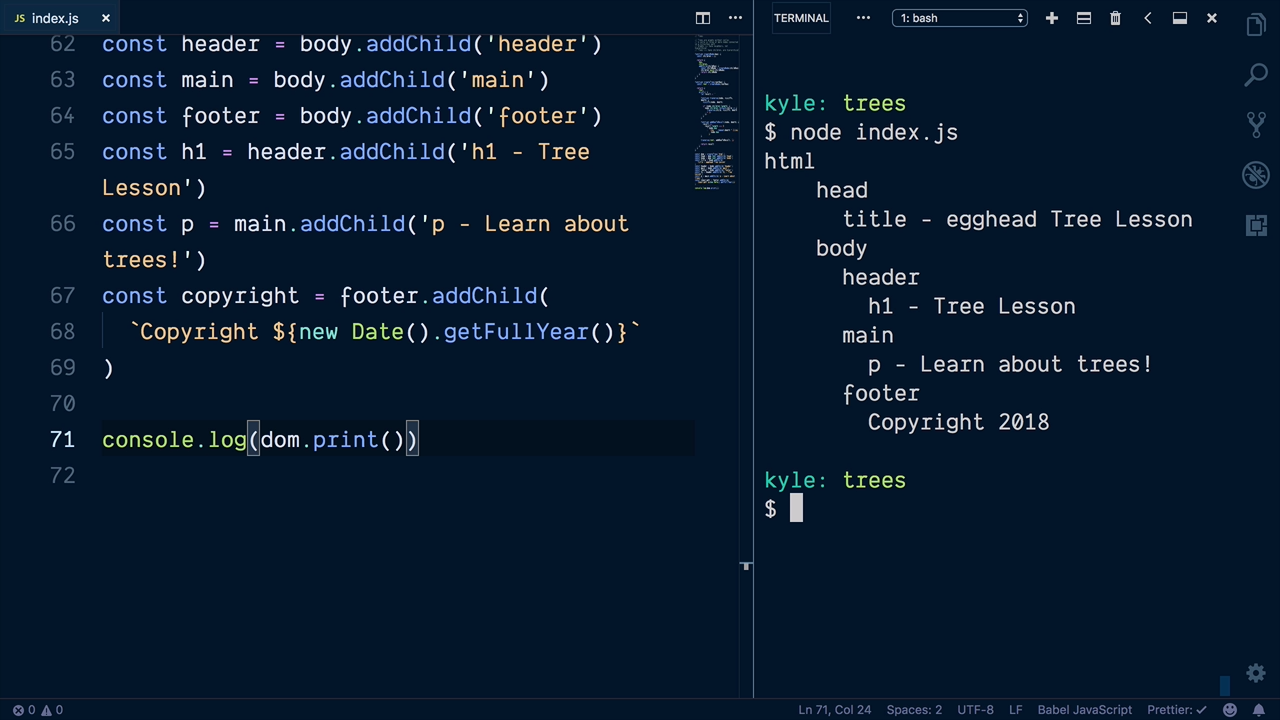 JS index.js ×
TERMINAL ··· 1: bash
62 const header = body.addChild('header')
63 const main = body.addChild('main')
64 const footer = body.addChild('footer')
65 const h1 = header.addChild('h1 - Tree
Lesson')
66 const p = main.addChild('p - Learn about
trees!')
67 const copyright = footer.addChild(
68 `Copyright ${new Date().getFullYear()}`
69 )
70
71 console.log(dom.print())
72
kyle: trees
$ node index.js
html
head
title - egghead Tree Lesson
body
header
h1 - Tree Lesson
main
p - Learn about trees!
footer
Copyright 2018
kyle: trees
$
0 0 Ln 71, Col 24 Spaces: 2 UTF-8 LF Babel JavaScript Prettier: ✓